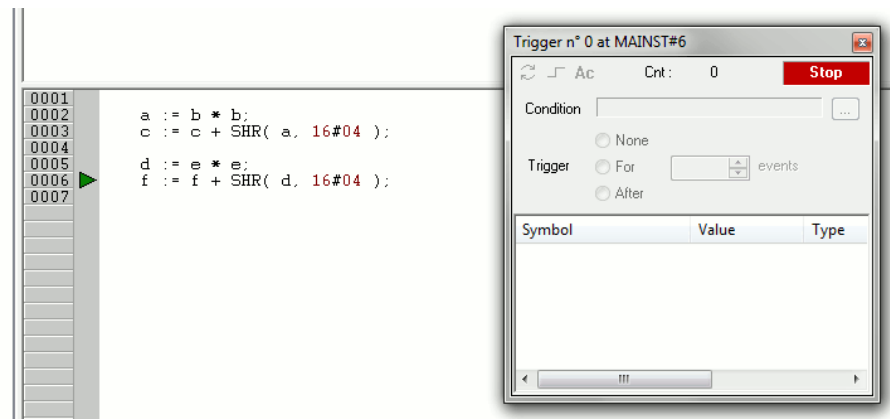 Trigger n° 0 at MAINST#6
Ac Cnt: 0 Stop
Condition ...
None
Trigger For events
After
Symbol Value Type
0001
0002 a := b * b;
0003 c := c + SHR( a, 16#04 );
0004
0005 d := e * e;
0006 f := f + SHR( d, 16#04 );
0007